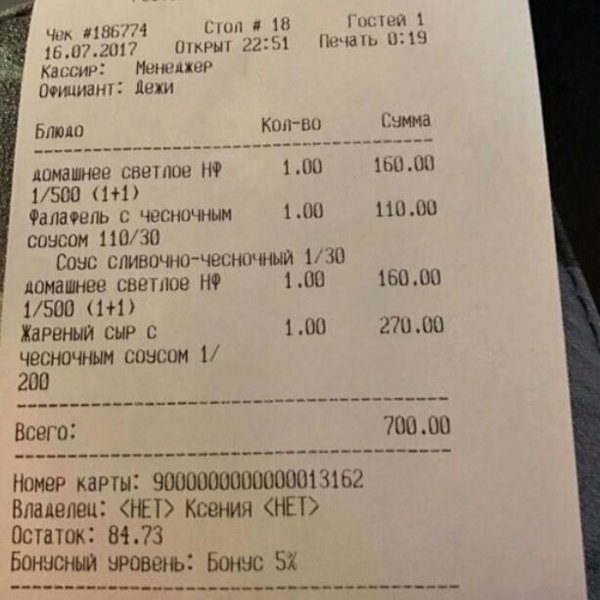 Чек #186774 Стол # 18 Гостей 1
16.07.2017 Открыт 22:51 Печать 0:19
Кассир: Менеджер
Официант: Дежи
Блюдо Кол-во Сумма
домашнее светлое НФ 1.00 160.00
1/500 (1+1)
Фалафель с чесночным 1.00 110.00
соусом 110/30
Соус сливочно-чесночный 1/30
домашнее светлое НФ 1.00 160.00
1/500 (1+1)
Жареный сыр с 1.00 270.00
чесночным соусом 1/
200
Всего: 700.00
Номер карты: 90000000000000013162
Владелец: <НЕТ> Ксения <НЕТ>
Остаток: 84.73
Бонусный уровень: Бонус 5%